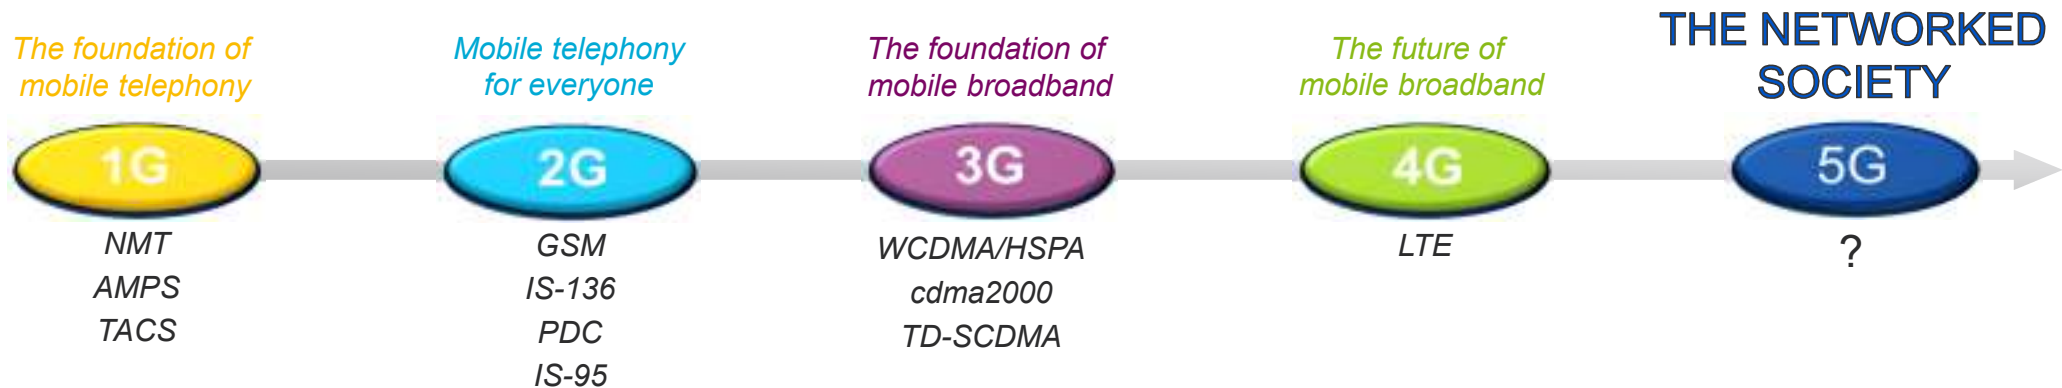 The foundation of
mobile telephony
1G
NMT
AMPS
TACS
Mobile telephony
for everyone
2G
GSM
IS-136
PDC
IS-95
The foundation of
mobile broadband
3G
WCDMA/HSPA
cdma2000
TD-SCDMA
The future of
mobile broadband
4G
LTE
THE NETWORKED
SOCIETY
5G
?